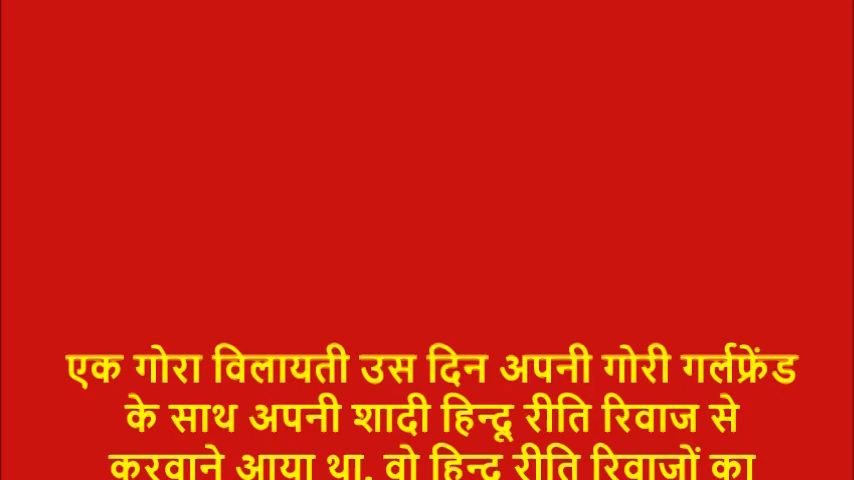 एक गोरा विलायती उस दिन अपनी गोरी गर्लफ्रेंड
के साथ अपनी शादी हिन्दू रीति रिवाज से
करवाने आया था, वो हिन्दू रीति रिवाजों का